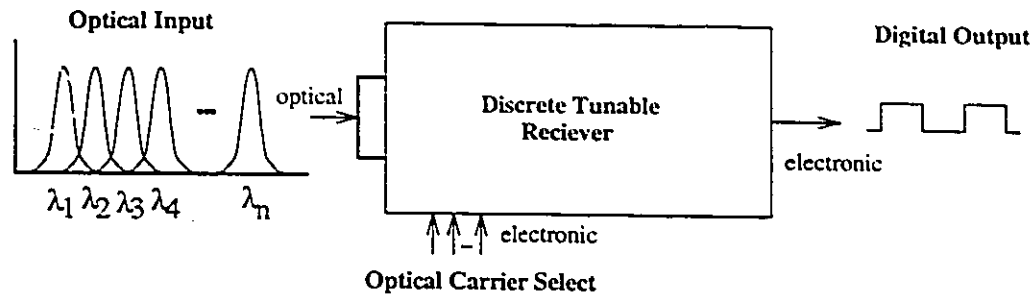 Optical Input
Digital Output
optical
Discrete Tunable
Reciever
electronic
λ1 λ2 λ3 λ4 λn
electronic
Optical Carrier Select